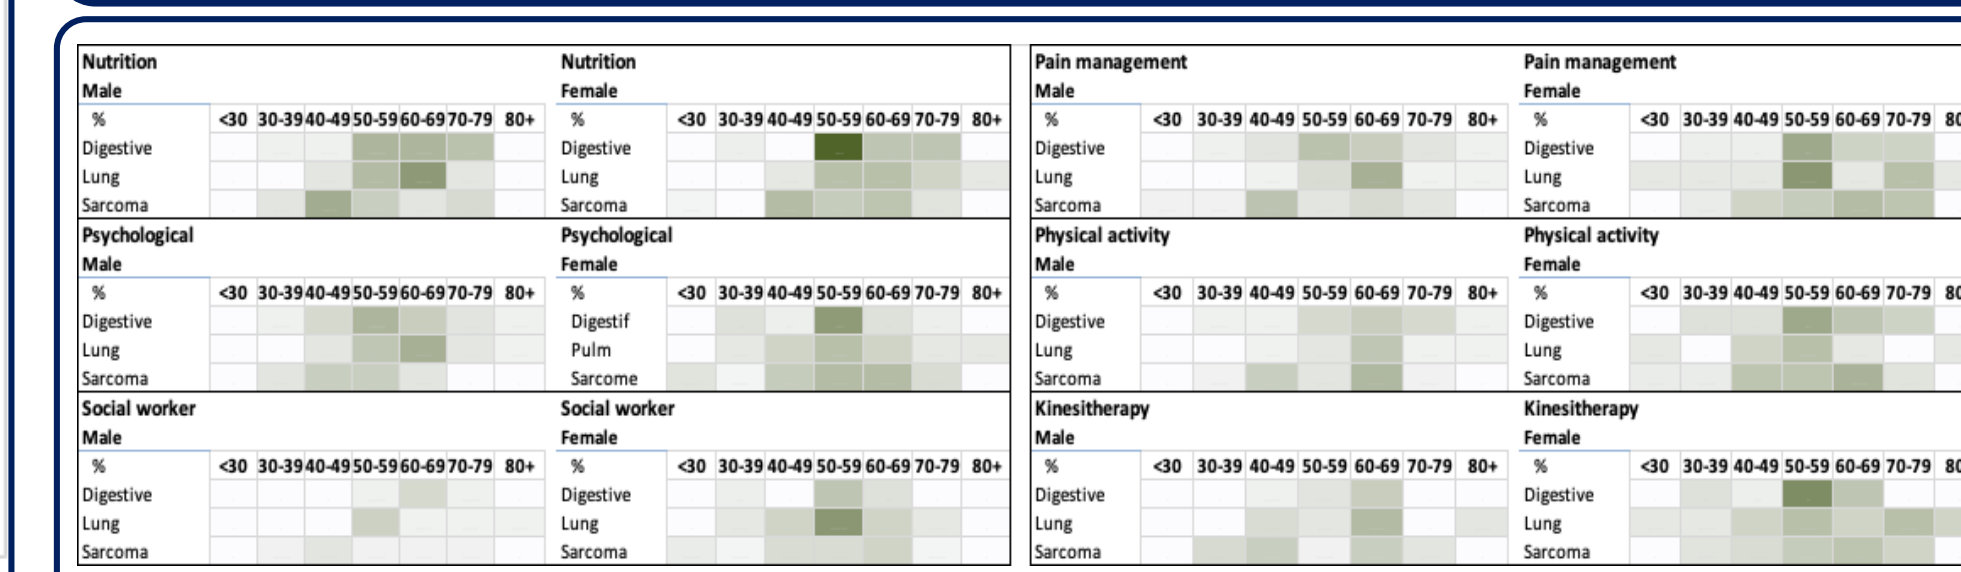 Nutrition Nutrition
Male Female
% <30 30-39 40-49 50-59 60-69 70-79 80+ % <30 30-39 40-49 50-59 60-69 70-79 80+
Digestive Digestive
Lung Lung
Sarcoma Sarcoma
Psychological Psychological
Male Female
% <30 30-39 40-49 50-59 60-69 70-79 80+ % <30 30-39 40-49 50-59 60-69 70-79 80+
Digestive Digestif
Lung Pulm
Sarcoma Sarcome
Social worker Social worker
Male Female
% <30 30-39 40-49 50-59 60-69 70-79 80+ % <30 30-39 40-49 50-59 60-69 70-79 80+
Digestive Digestive
Lung Lung
Sarcoma Sarcoma
Pain management Pain management
Male Female
% <30 30-39 40-49 50-59 60-69 70-79 80+ % <30 30-39 40-49 50-59 60-69 70-79 80
Digestive Digestive
Lung Lung
Sarcoma Sarcoma
Physical activity Physical activity
Male Female
% <30 30-39 40-49 50-59 60-69 70-79 80+ % <30 30-39 40-49 50-59 60-69 70-79 80
Digestive Digestive
Lung Lung
Sarcoma Sarcoma
Kinesitherapy Kinesitherapy
Male Female
% <30 30-39 40-49 50-59 60-69 70-79 80+ % <30 30-39 40-49 50-59 60-69 70-79 80
Digestive Digestive
Lung Lung
Sarcoma Sarcoma